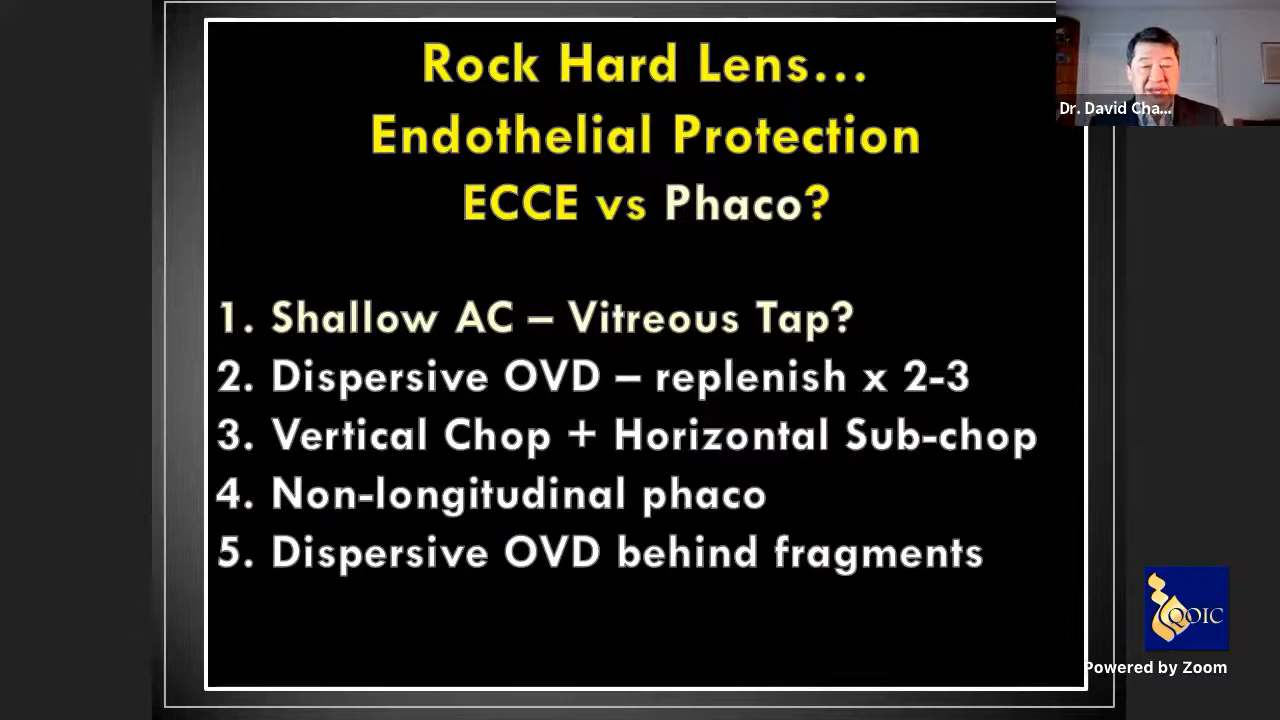 Rock Hard Lens...
Endothelial Protection
ECCE vs Phaco?
1. Shallow AC – Vitreous Tap?
2. Dispersive OVD – replenish x 2-3
3. Vertical Chop + Horizontal Sub-chop
4. Non-longitudinal phaco
5. Dispersive OVD behind fragments
Dr. David Cha...
QOIC
Powered by Zoom